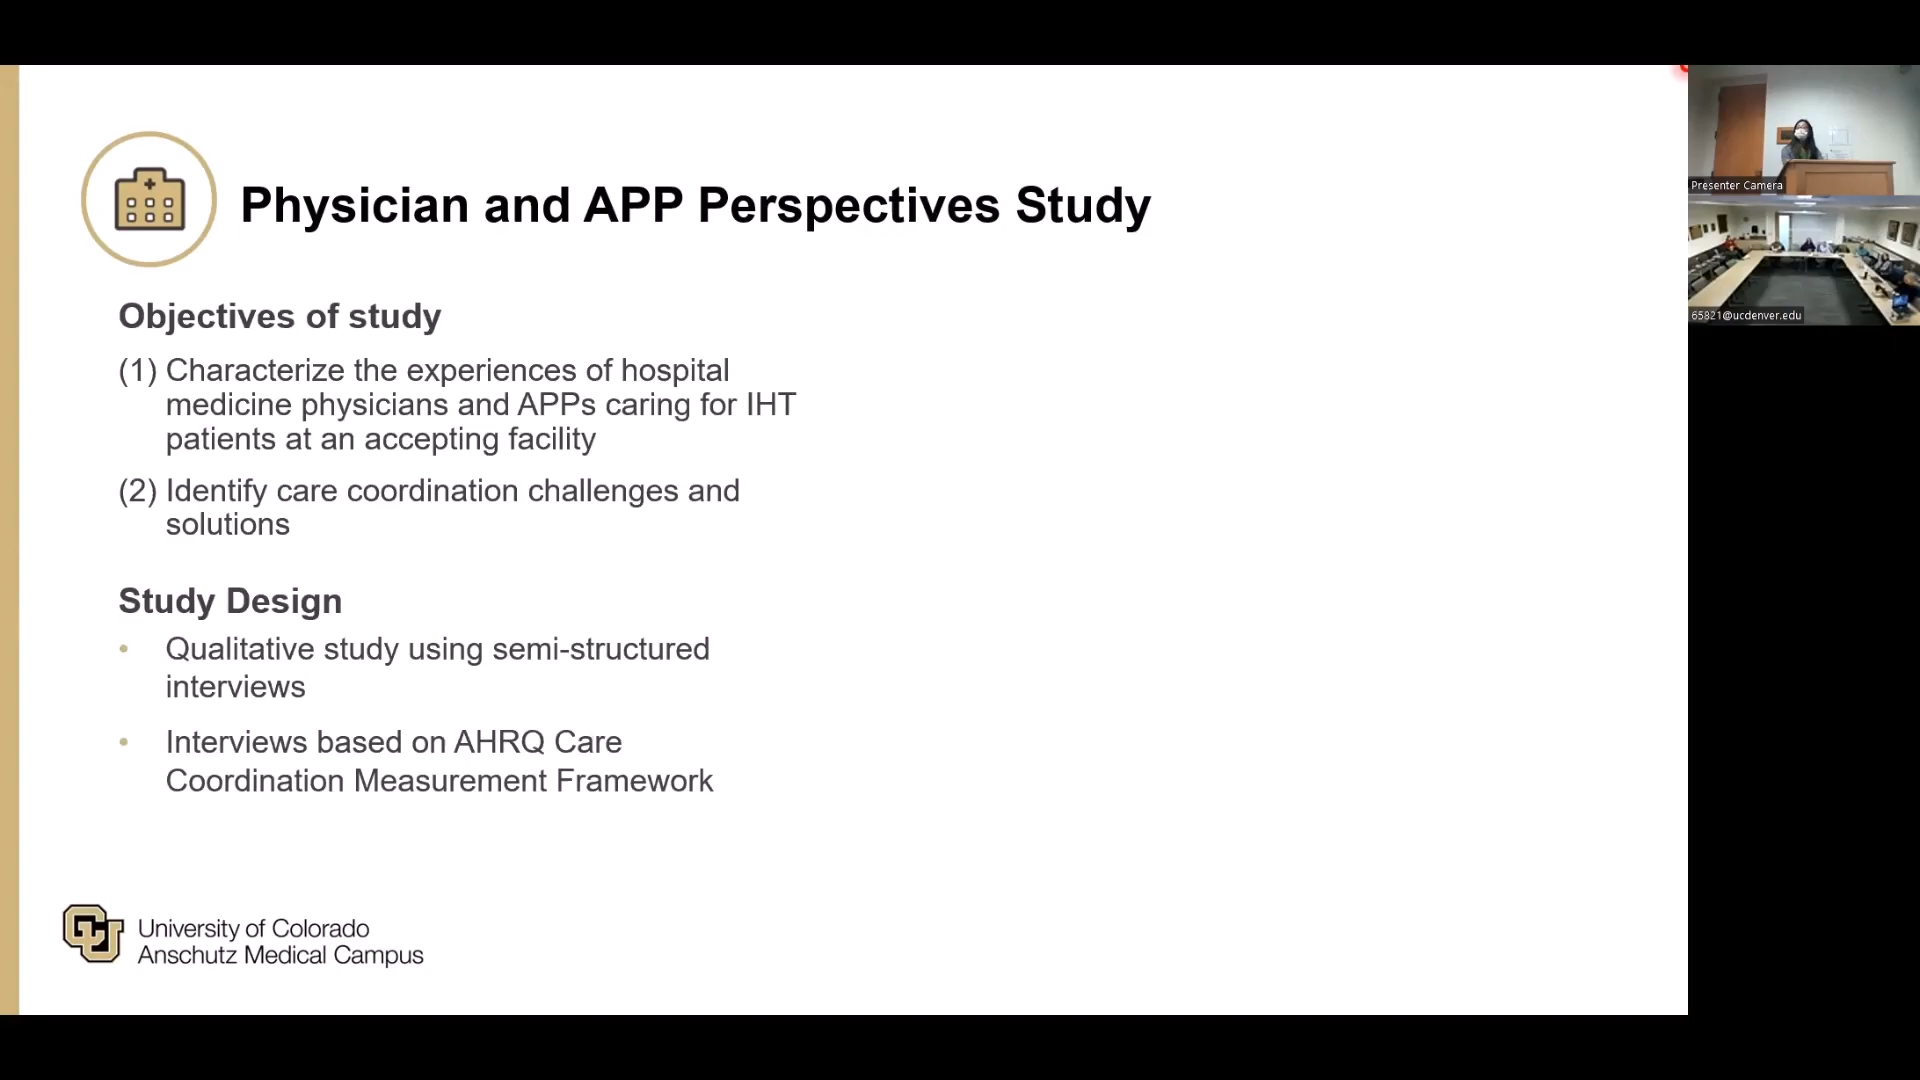 Physician and APP Perspectives Study
Objectives of study
(1) Characterize the experiences of hospital
medicine physicians and APPs caring for IHT
patients at an accepting facility
(2) Identify care coordination challenges and
solutions
Study Design
• Qualitative study using semi-structured
interviews
• Interviews based on AHRQ Care
Coordination Measurement Framework
CU
University of Colorado
Anschutz Medical Campus
Presenter Camera
65821@ucdenver.edu